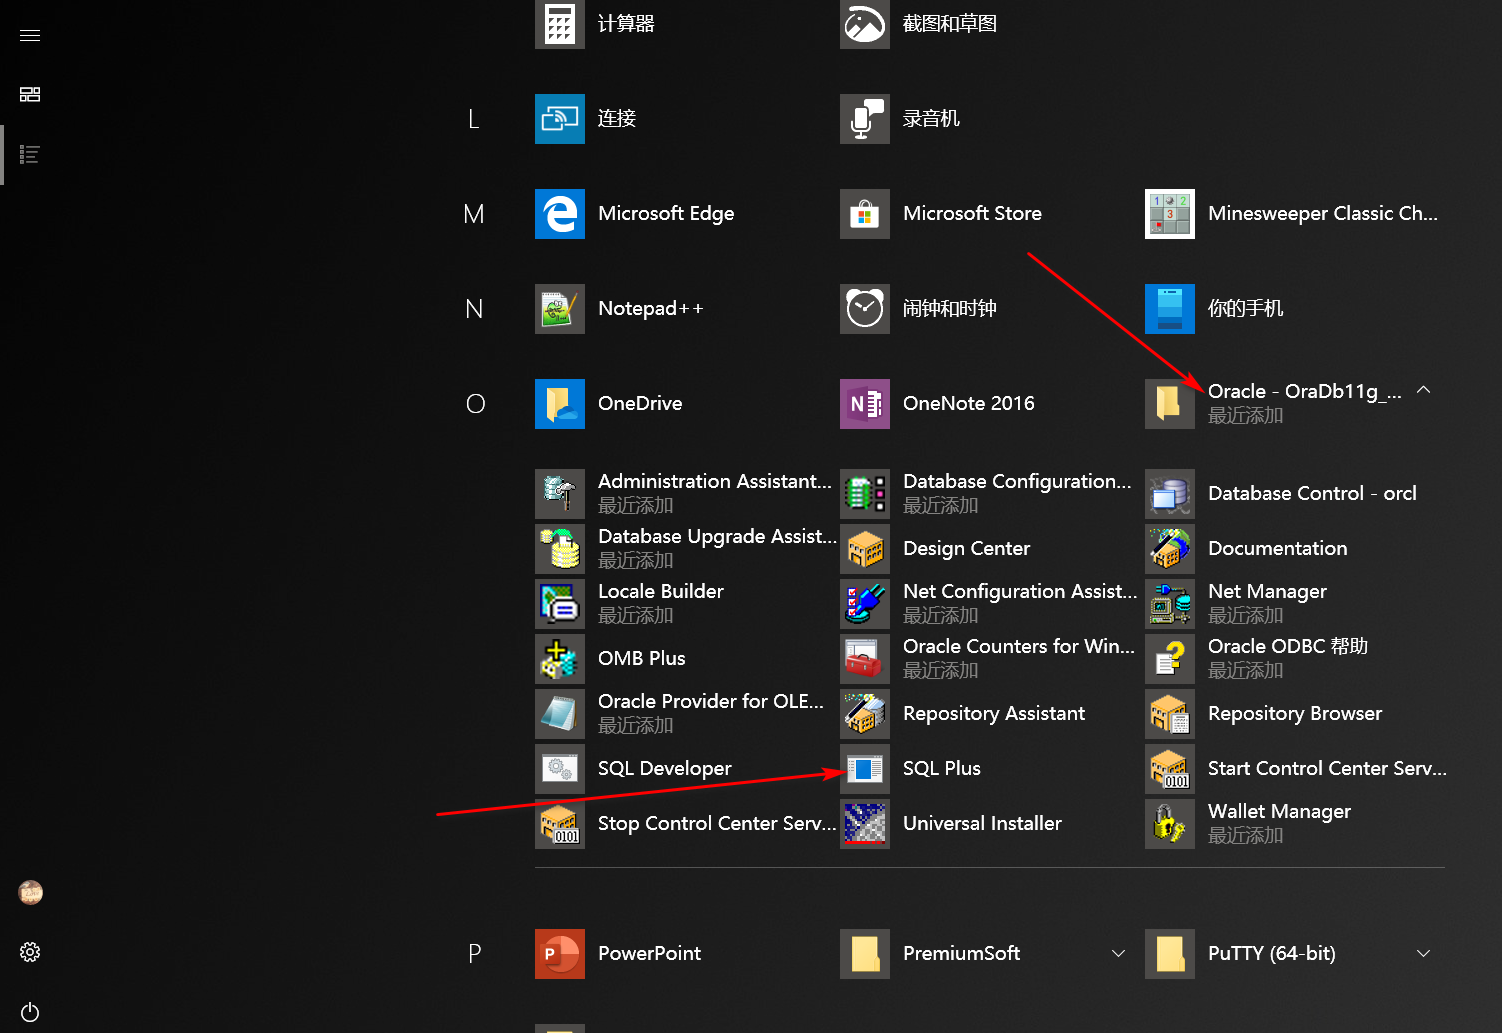 计算器
截图和草图
L
连接
录音机
M
Microsoft Edge
Microsoft Store
Minesweeper Classic Ch...
N
Notepad++
闹钟和时钟
你的手机
O
OneDrive
OneNote 2016
Oracle - OraDb11g_...
最近添加
Administration Assistant...
最近添加
Database Configuration...
最近添加
Database Control - orcl
Database Upgrade Assist...
最近添加
Design Center
Documentation
Locale Builder
最近添加
Net Configuration Assist...
最近添加
Net Manager
最近添加
OMB Plus
Oracle Counters for Win...
最近添加
Oracle ODBC 帮助
最近添加
Oracle Provider for OLE...
最近添加
Repository Assistant
Repository Browser
SQL Developer
SQL Plus
Start Control Center Serv...
Stop Control Center Serv...
Universal Installer
Wallet Manager
最近添加
P
PowerPoint
PremiumSoft
PuTTY (64-bit)